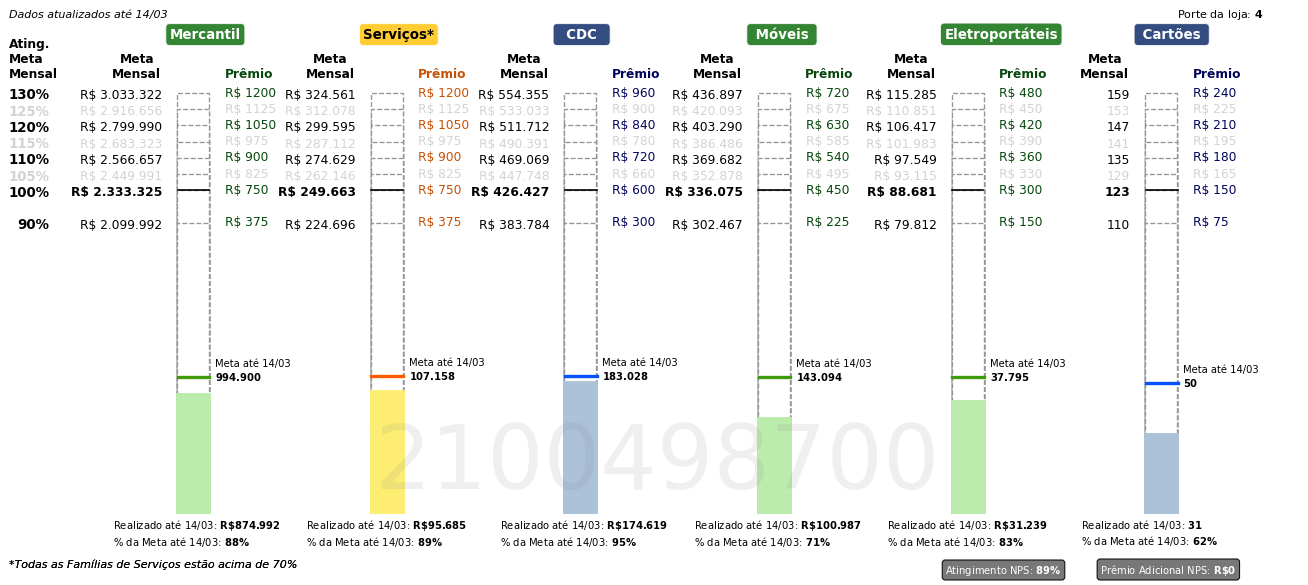 Dados atualizados até 14/03
Porte da loja: 4
Mercantil Serviços* CDC Móveis Eletroportáteis Cartões
Ating. Meta Mensal
Meta Mensal Prêmio Meta Mensal Prêmio Meta Mensal Prêmio Meta Mensal Prêmio Meta Mensal Prêmio Meta Mensal Prêmio
130% R$ 3.033.322 R$ 1200 R$ 324.561 R$ 1200 R$ 554.355 R$ 960 R$ 436.897 R$ 720 R$ 115.285 R$ 480 159 R$ 240
125% R$ 2.916.656 R$ 1125 R$ 312.078 R$ 1125 R$ 533.033 R$ 900 R$ 420.093 R$ 675 R$ 110.851 R$ 450 153 R$ 225
120% R$ 2.799.990 R$ 1050 R$ 299.595 R$ 1050 R$ 511.712 R$ 840 R$ 403.290 R$ 630 R$ 106.417 R$ 420 147 R$ 210
115% R$ 2.683.323 R$ 975 R$ 287.112 R$ 975 R$ 490.391 R$ 780 R$ 386.486 R$ 585 R$ 101.983 R$ 390 141 R$ 195
110% R$ 2.566.657 R$ 900 R$ 274.629 R$ 900 R$ 469.069 R$ 720 R$ 369.682 R$ 540 R$ 97.549 R$ 360 135 R$ 180
105% R$ 2.449.991 R$ 825 R$ 262.146 R$ 825 R$ 447.748 R$ 660 R$ 352.878 R$ 495 R$ 93.115 R$ 330 129 R$ 165
100% R$ 2.333.325 R$ 750 R$ 249.663 R$ 750 R$ 426.427 R$ 600 R$ 336.075 R$ 450 R$ 88.681 R$ 300 123 R$ 150
90% R$ 2.099.992 R$ 375 R$ 224.696 R$ 375 R$ 383.784 R$ 300 R$ 302.467 R$ 225 R$ 79.812 R$ 150 110 R$ 75
Meta até 14/03 Meta até 14/03 Meta até 14/03 Meta até 14/03 Meta até 14/03 Meta até 14/03
994.900 107.158 183.028 143.094 37.795 50
2100498700
Realizado até 14/03: R$874.992 Realizado até 14/03: R$95.685 Realizado até 14/03: R$174.619 Realizado até 14/03: R$100.987 Realizado até 14/03: R$31.239 Realizado até 14/03: 31
% da Meta até 14/03: 88% % da Meta até 14/03: 89% % da Meta até 14/03: 95% % da Meta até 14/03: 71% % da Meta até 14/03: 83% % da Meta até 14/03: 62%
*Todas as Famílias de Serviços estão acima de 70%
Atingimento NPS: 89% Prêmio Adicional NPS: R$0